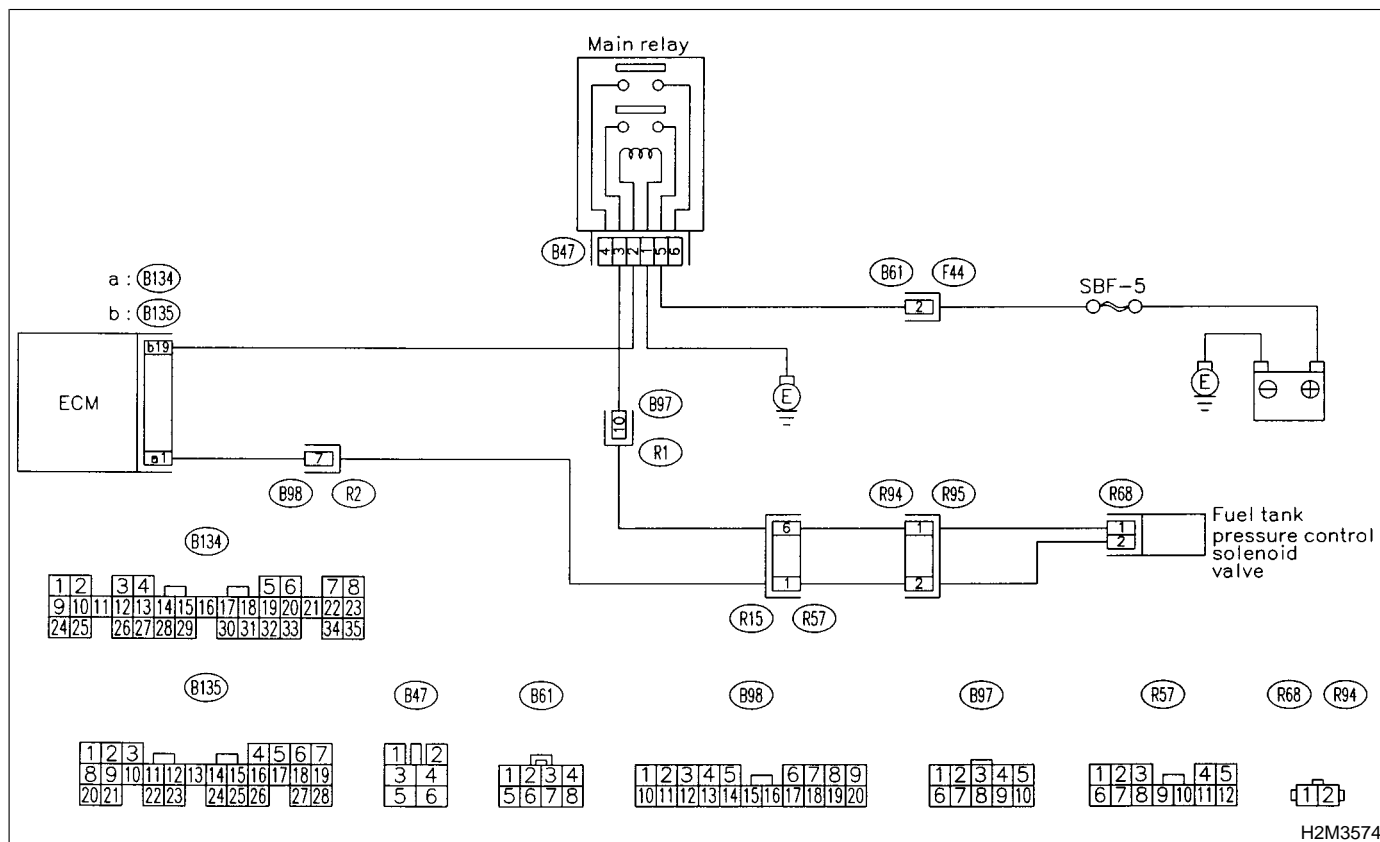 Main relay
4 3 2 1 5 6
B47
a : B134
b : B135
B61 F44
SBF-5
2
b19
ECM
E
E
⊖ ⊕
10
B97
R1
a1
7
B98 R2
R94 R95 R68
6 1 1
2
1 2
Fuel tank
pressure control
solenoid
valve
R15 R57
B134
1 2 3 4 5 6 7 8
9 10 11 12 13 14 15 16 17 18 19 20 21 22 23
24 25 26 27 28 29 30 31 32 33 34 35
B135 B47 B61 B98 B97 R57 R68 R94
1 2 3 4 5 6 7
8 9 10 11 12 13 14 15 16 17 18 19
20 21 22 23 24 25 26 27 28
1 2
3 4
5 6
1 2 3 4
5 6 7 8
1 2 3 4 5 6 7 8 9
10 11 12 13 14 15 16 17 18 19 20
1 2 3 4 5
6 7 8 9 10
1 2 3 4 5
6 7 8 9 10 11 12
1 2
H2M3574